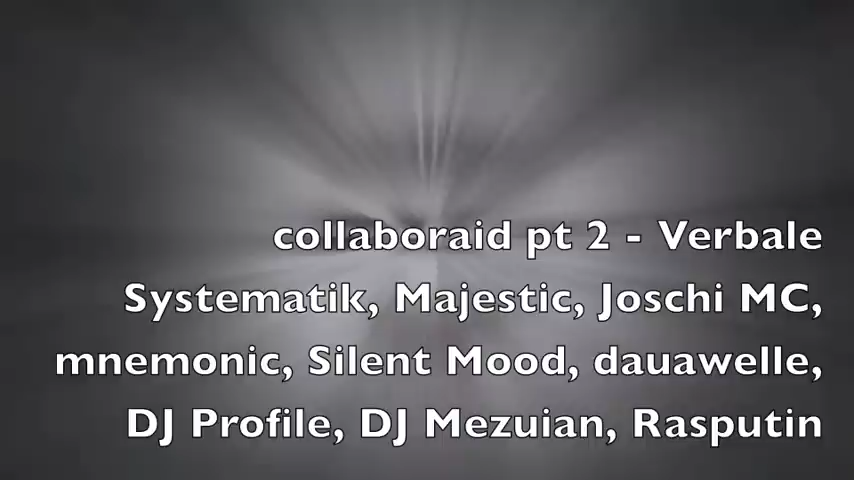 collaboraid pt 2 - Verbale
Systematik, Majestic, Joschi MC,
mnemonic, Silent Mood, dauawelle,
DJ Profile, DJ Mezuian, Rasputin